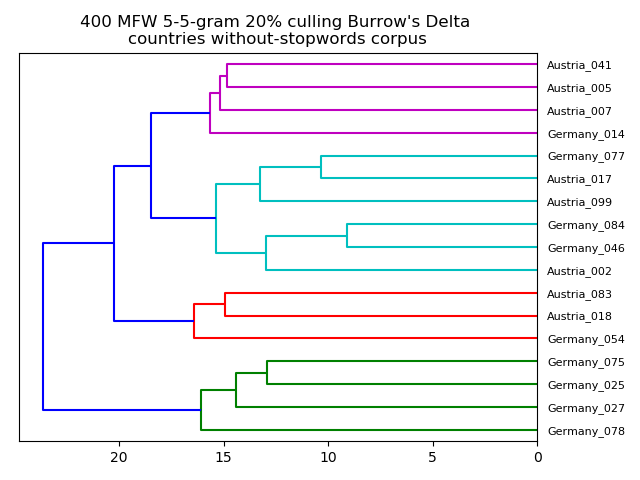 400 MFW 5-5-gram 20% culling Burrow's Delta
countries without-stopwords corpus
Austria_041
Austria_005
Austria_007
Germany_014
Germany_077
Austria_017
Austria_099
Germany_084
Germany_046
Austria_002
Austria_083
Austria_018
Germany_054
Germany_075
Germany_025
Germany_027
Germany_078
20 15 10 5 0